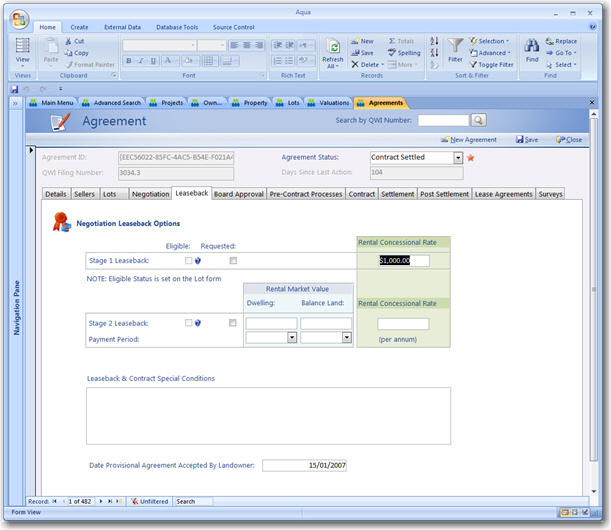 Aqua
Home Create External Data Database Tools Source Control
View
Views
Paste
Cut
Copy
Format Painter
Clipboard
B I U
Font
Rich Text
Refresh All
New
Save
Delete
Σ Totals
Spelling
More
Records
Filter
Selection
Advanced
Toggle Filter
Sort & Filter
Find
Replace
Go To
Select
Find
Main Menu Advanced Search Projects Own... Property Lots Valuations Agreements
Agreement
Search by QWI Number:
New Agreement Save Close
Agreement ID: {EEC56022-85FC-4AC5-B54E-F021A4
Agreement Status: Contract Settled
QWI Filing Number: 3034.3
Days Since Last Action: 104
Details Sellers Lots Negotiation Leaseback Board Approval Pre-Contract Processes Contract Settlement Post Settlement Lease Agreements Surveys
Negotiation Leaseback Options
Eligible: Requested:
Rental Concessional Rate
Stage 1 Leaseback:
$1,000.00
NOTE: Eligible Status is set on the Lot form
Rental Market Value
Dwelling: Balance Land:
Rental Concessional Rate
Stage 2 Leaseback:
Payment Period:
(per annum)
Leaseback & Contract Special Conditions
Date Provisional Agreement Accepted By Landowner: 15/01/2007
Navigation Pane
Record: 1 of 482 Unfiltered Search
Form View